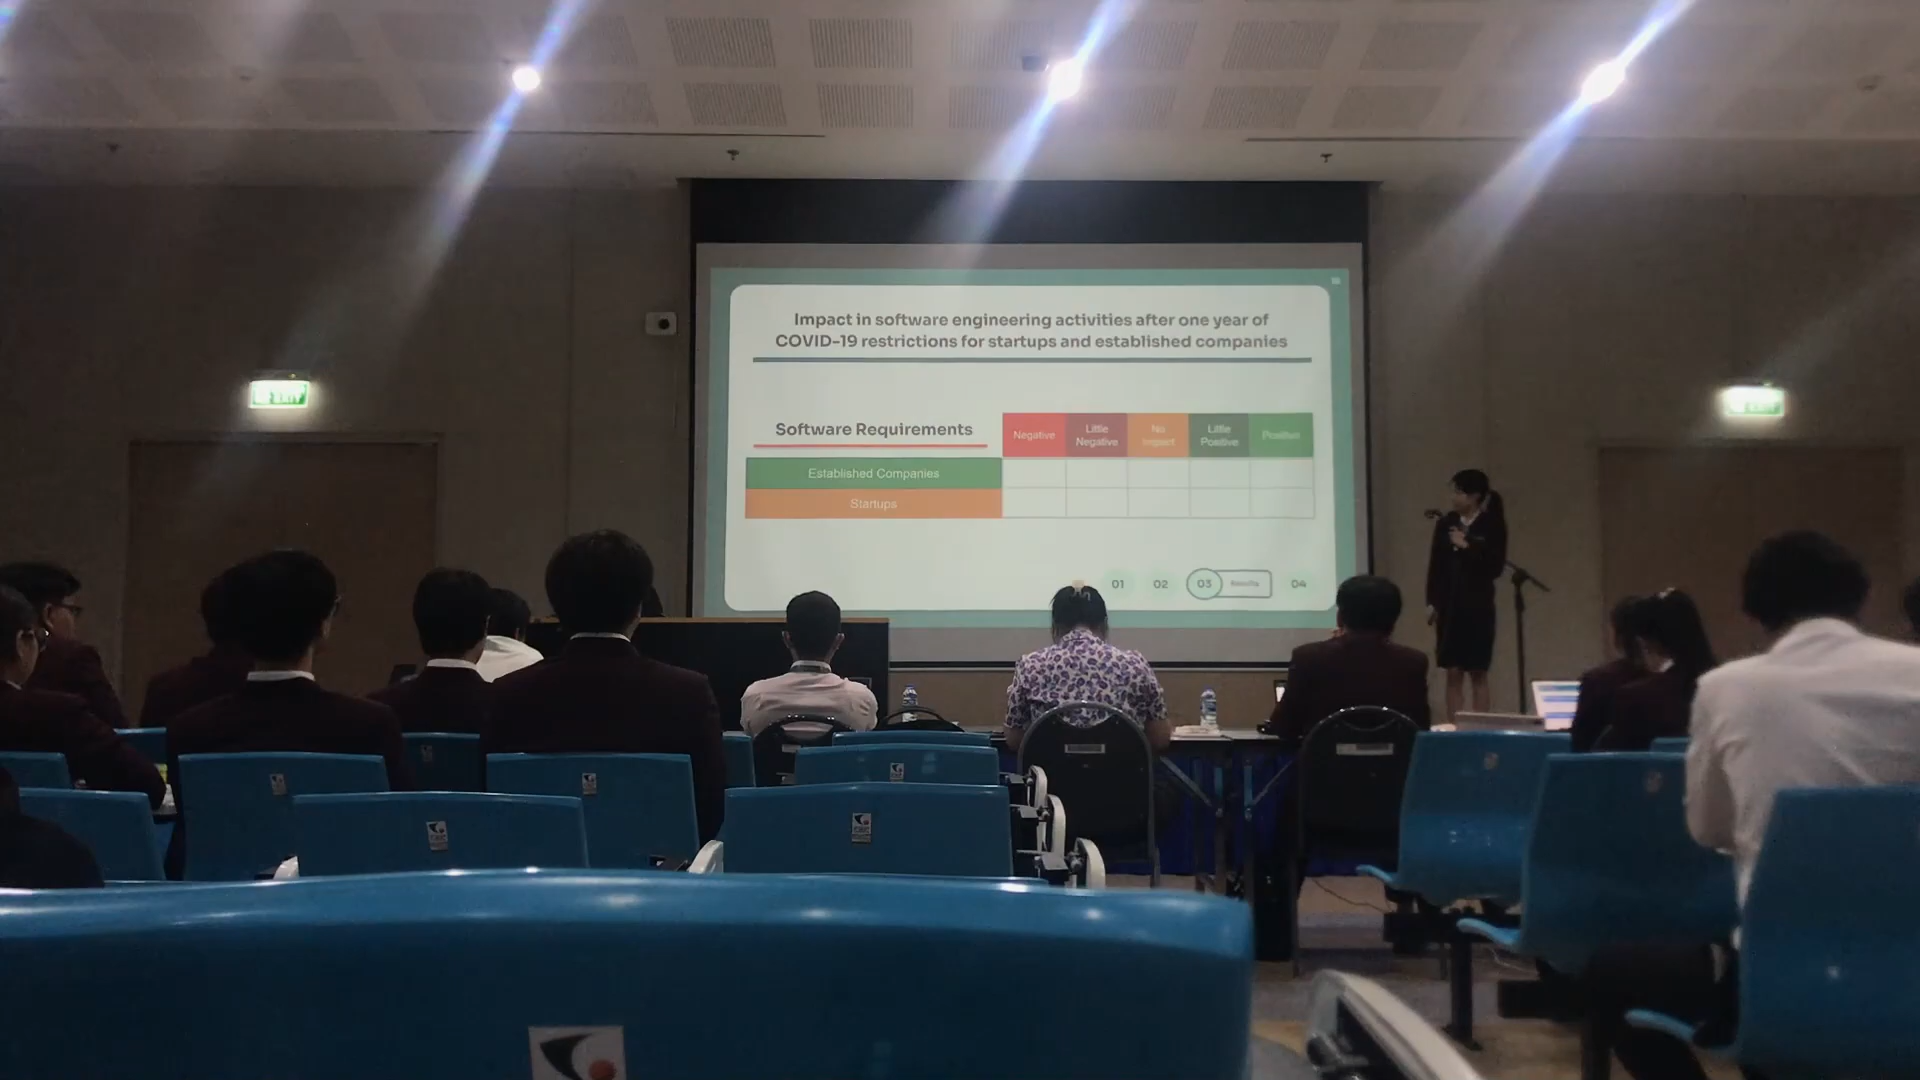 Impact in software engineering activities after one year of
COVID-19 restrictions for startups and established companies
Software Requirements
Negative
Little
Negative
No
Impact
Little
Positive
Positive
Established Companies
Startups
01
02
03
Results
04